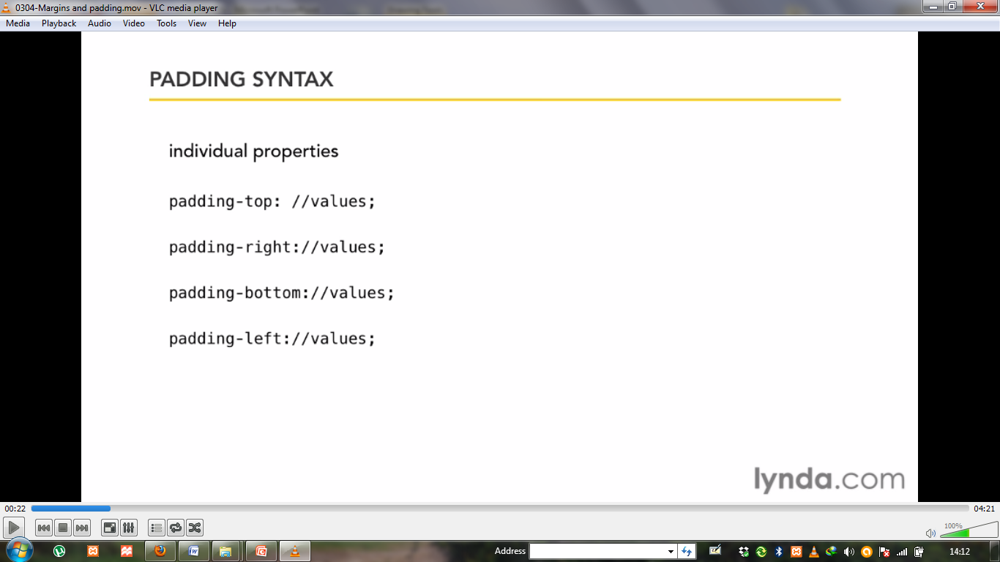 0304-Margins and padding.mov - VLC media player
Media Playback Audio Video Tools View Help
PADDING SYNTAX
individual properties
padding-top: //values;
padding-right://values;
padding-bottom://values;
padding-left://values;
lynda.com
00:22 04:21
100%
Address 14:12